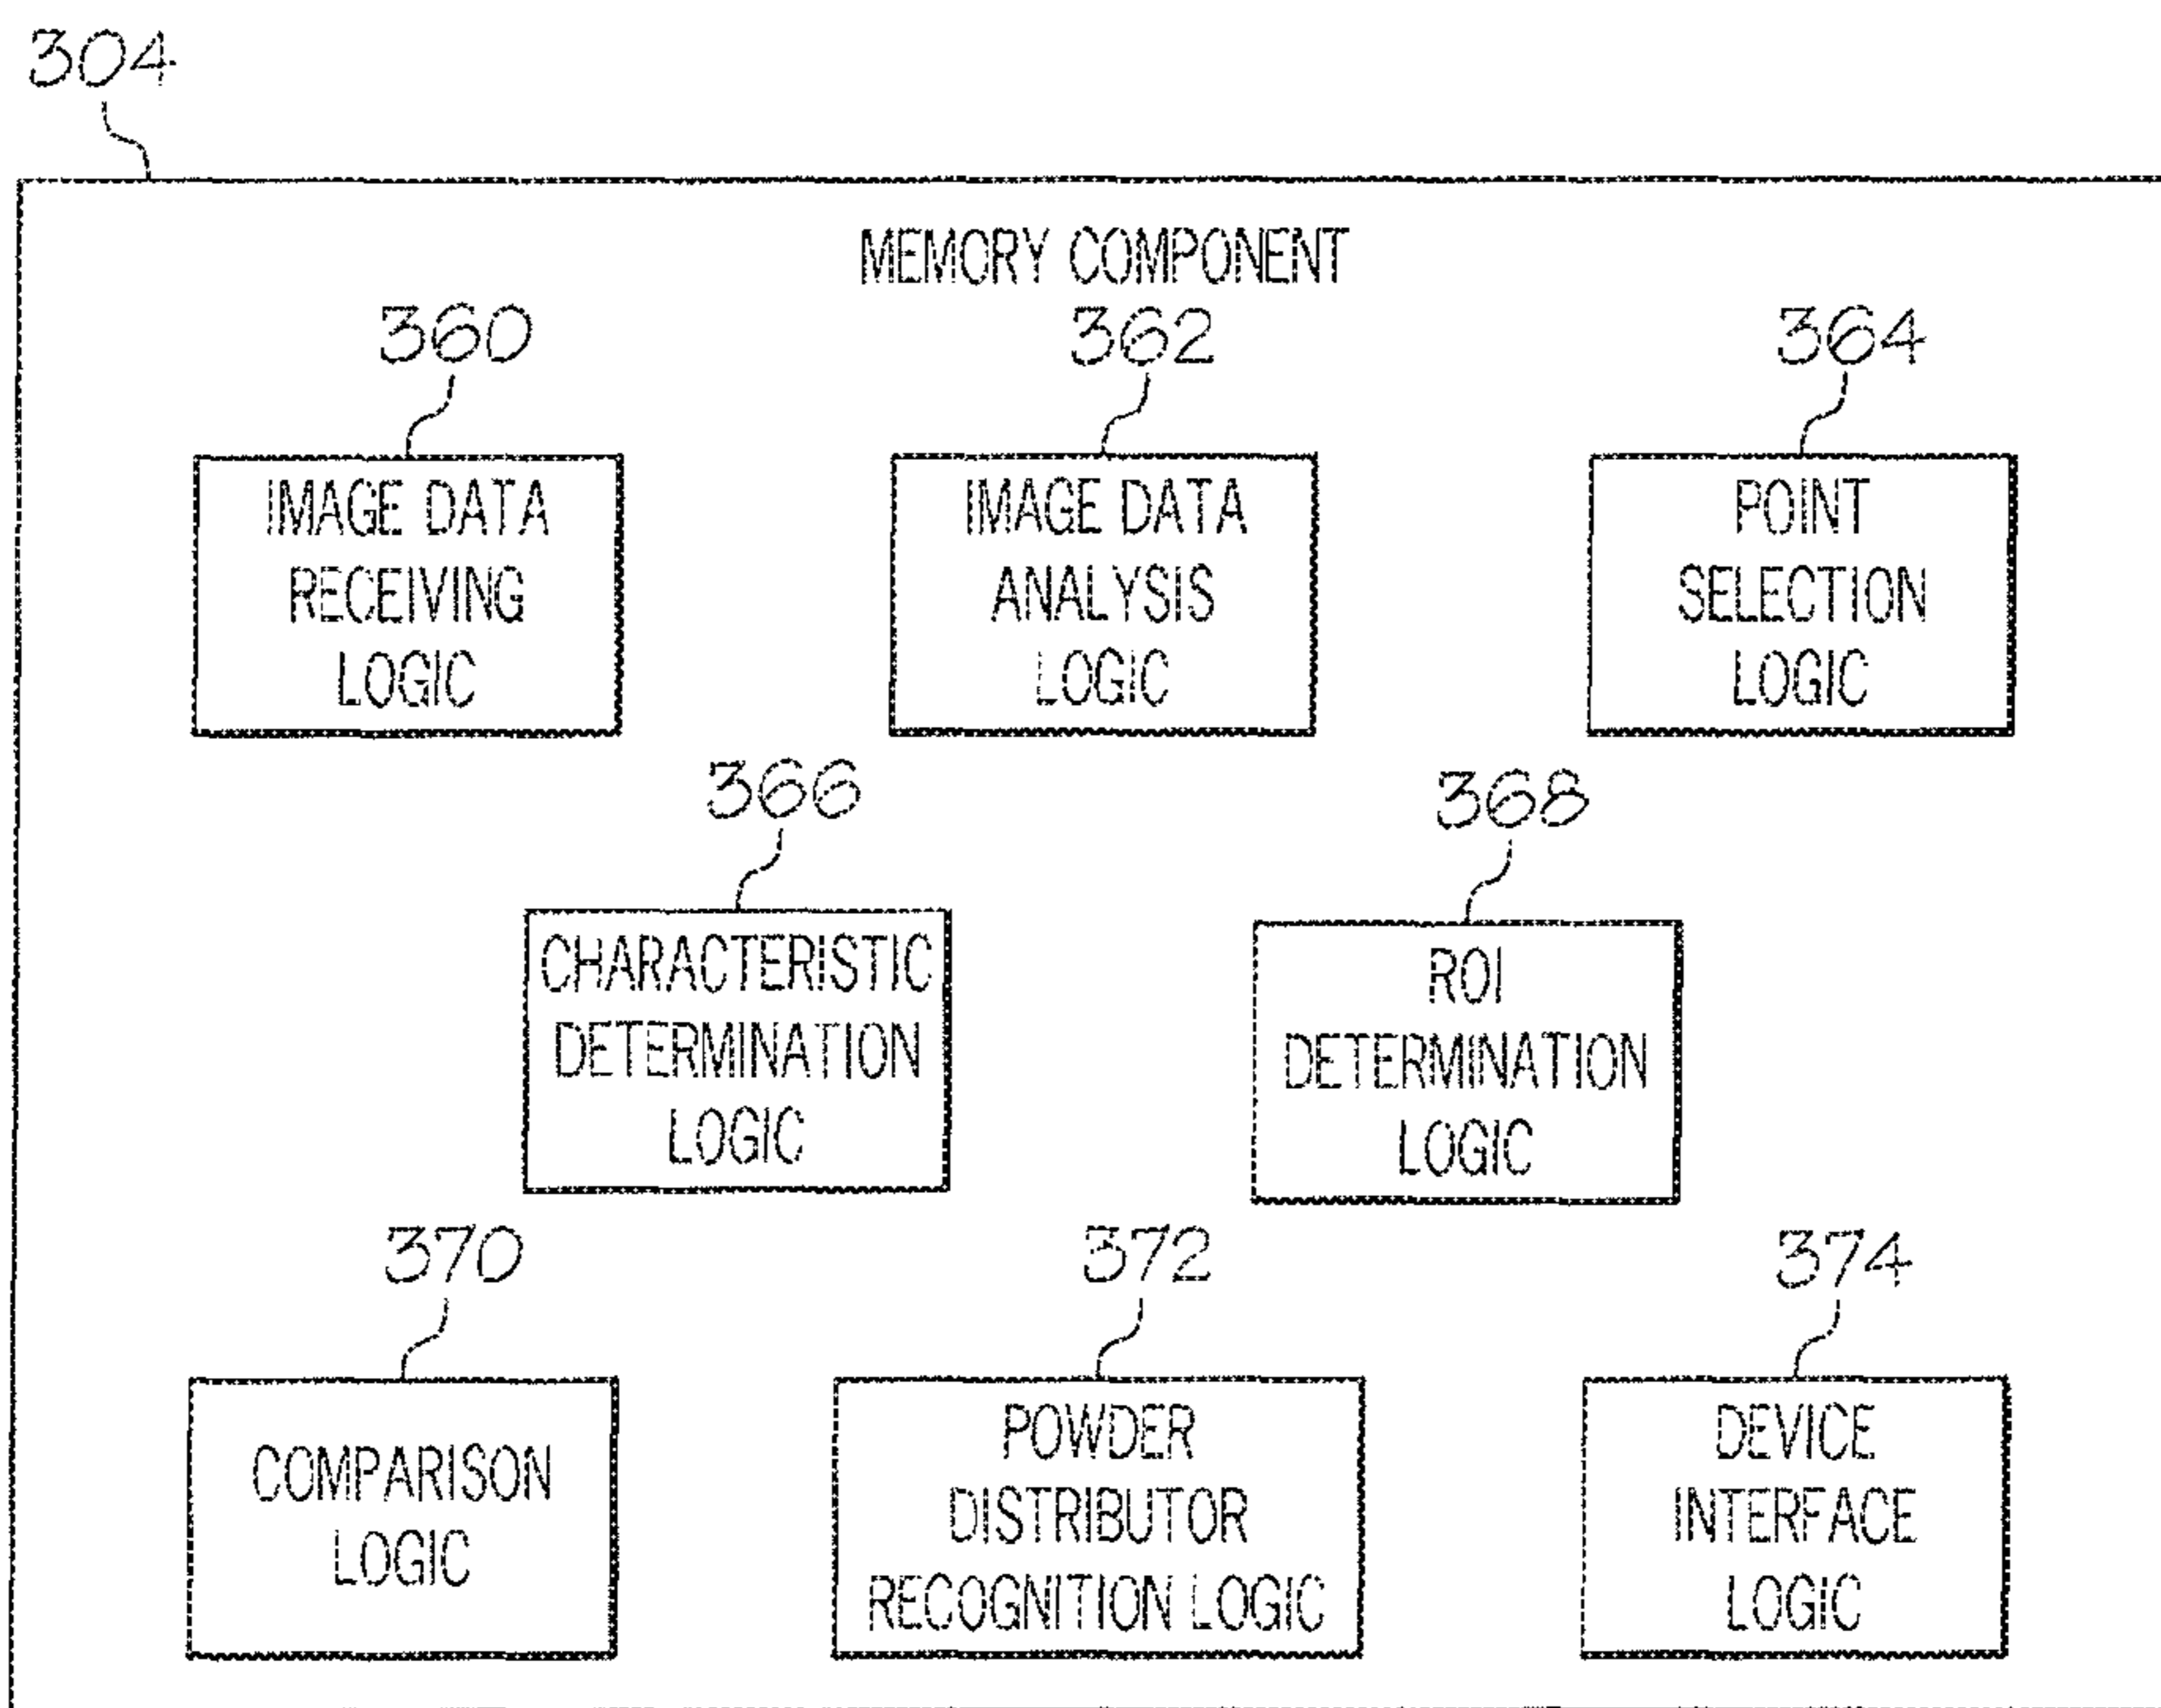 304
MEMORY COMPONENT
360
362
364
IMAGE DATA
RECEIVING
LOGIC
IMAGE DATA
ANALYSIS
LOGIC
POINT
SELECTION
LOGIC
366
368
CHARACTERISTIC
DETERMINATION
LOGIC
ROI
DETERMINATION
LOGIC
370
372
374
COMPARISON
LOGIC
POWDER
DISTRIBUTOR
RECOGNITION LOGIC
DEVICE
INTERFACE
LOGIC